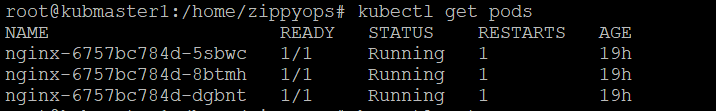 root@kubmaster1:/home/zippyops# kubectl get pods
NAME READY STATUS RESTARTS AGE
nginx-6757bc784d-5sbwc 1/1 Running 1 19h
nginx-6757bc784d-8btmh 1/1 Running 1 19h
nginx-6757bc784d-dgbnt 1/1 Running 1 19h